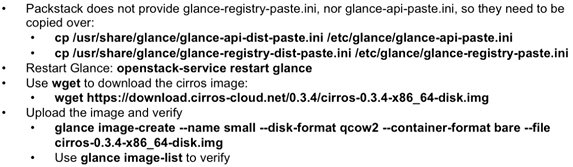 • Packstack does not provide glance-registry-paste.ini, nor glance-api-paste.ini, so they need to be
copied over:
• cp /usr/share/glance/glance-api-dist-paste.ini /etc/glance/glance-api-paste.ini
• cp /usr/share/glance/glance-registry-dist-paste.ini /etc/glance/glance-registry-paste.ini
• Restart Glance: openstack-service restart glance
• Use wget to download the cirros image:
• wget https://download.cirros-cloud.net/0.3.4/cirros-0.3.4-x86_64-disk.img
• Upload the image and verify
• glance image-create --name small --disk-format qcow2 --container-format bare --file
cirros-0.3.4-x86_64-disk.img
• Use glance image-list to verify